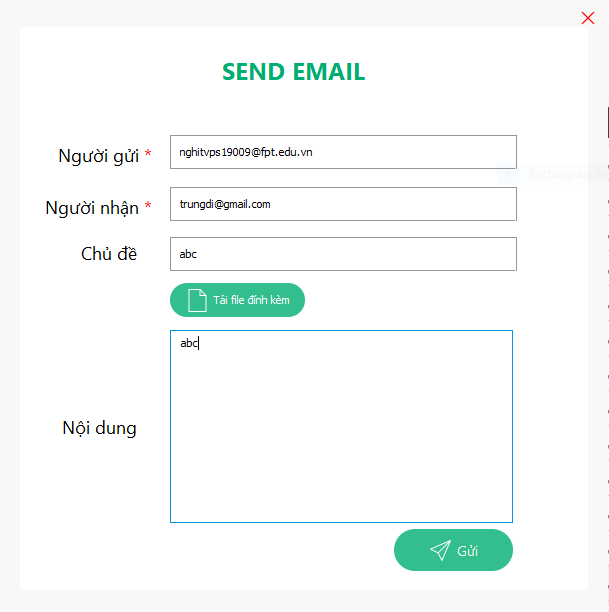 SEND EMAIL
Người gửi *
nghitvps19009@fpt.edu.vn
Người nhận *
trungdi@gmail.com
Chủ đề
abc
Tải file đính kèm
abc
Nội dung
Gửi